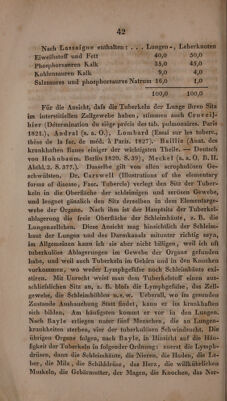 42
Nach Lassaigne enthalten: . . . Lungen-, Leberknoten
Eiweißstoff und Fett 40,0 50,0
Phosphorsauren Kalk 35,0 45,0
Kohlensauren Kalk 9,0 4,0
Salzsaures und phosphorsaures Natrum 16,0 1,0
100,0 100,0
Für die Ansicht, daß die Tuberkeln der Lunge ihren Sitz
im interstitiellen Zellgewebe haben, stimmen auch Cruveil-
hier (Détermination du siége précis des tab. pulmonaires. Paris
1821.), Andral (a. a. O.), Lombard (Essai sur les tuberc.,
thèse de la fac. de méd. à Paris. 1827). Baillie (Anat. des
krankhaften Baues einiger der wichtigsten Theile. — Deutsch
von Hohnbaum. Berlin 1820. S. 39), Meckel (a. a. O. B. II.
Abthl. 2. S. 377.). Dasselbe gilt von allen scrophulösen Ge-
schwülsten. Dr. Carswell (Illustrations of the elementary
forms of disease, Fasc. Tubercle) verlegt den Sitz der Tuber-
keln in die Oberfläche der schleimigen und serösen Gewebe,
und leugnet gänzlich den Sitz derselben in dem Elementarge-
webe der Organe. Nach ihm ist der Hauptsitz der Tuberkel-
ablagerung die freie Oberfläche der Schleimhäute, z. B. die
Lungenzellchen. Diese Ansicht mag hinsichtlich der Schleim-
haut der Lungen und des Darmkanals mitunter richtig seyn,
im Allgemeinen kann ich sie aber nicht billigen, weil ich oft
tuberkulöse Ablagerungen im Gewebe der Organe gefunden
habe, und weil auch Tuberkeln im Gehirn und in den Knochen
vorkommen, wo weder Lymphgefäße noch Schleimhäute exi-
stiren. Mit Unrecht weist man dem Tuberkelstoff einen aus-
schließlichen Sitz an, z. B. bloß die Lymphgefäße, das Zell-
gewebe, die Schleimbälge usw. Ueberall, wo im gesunden
Zustande Aushauchung Statt findet, kann er im krankhaften
sich bilden. Am häufigsten kommt er vor in den Lungen.
Nach Bayle erliegen unter fünf Menschen, die an Lungen-
krankheiten sterben, vier der tuberkulösen Schwindsucht. Die
übrigen Organe folgen, nach Bayle, in Hinsicht auf die Häu-
figkeit der Tuberkeln in folgender Ordnung: zuerst die Lymph-
drüsen, dann die Schleimhäute, die Nieren, die Hoden, die Le-
ber, die Milz, die Schilddrüse, das Herz, die willkührlichen
Muskeln, die Gebärmutter, der Magen, die Knochen, das Ner-